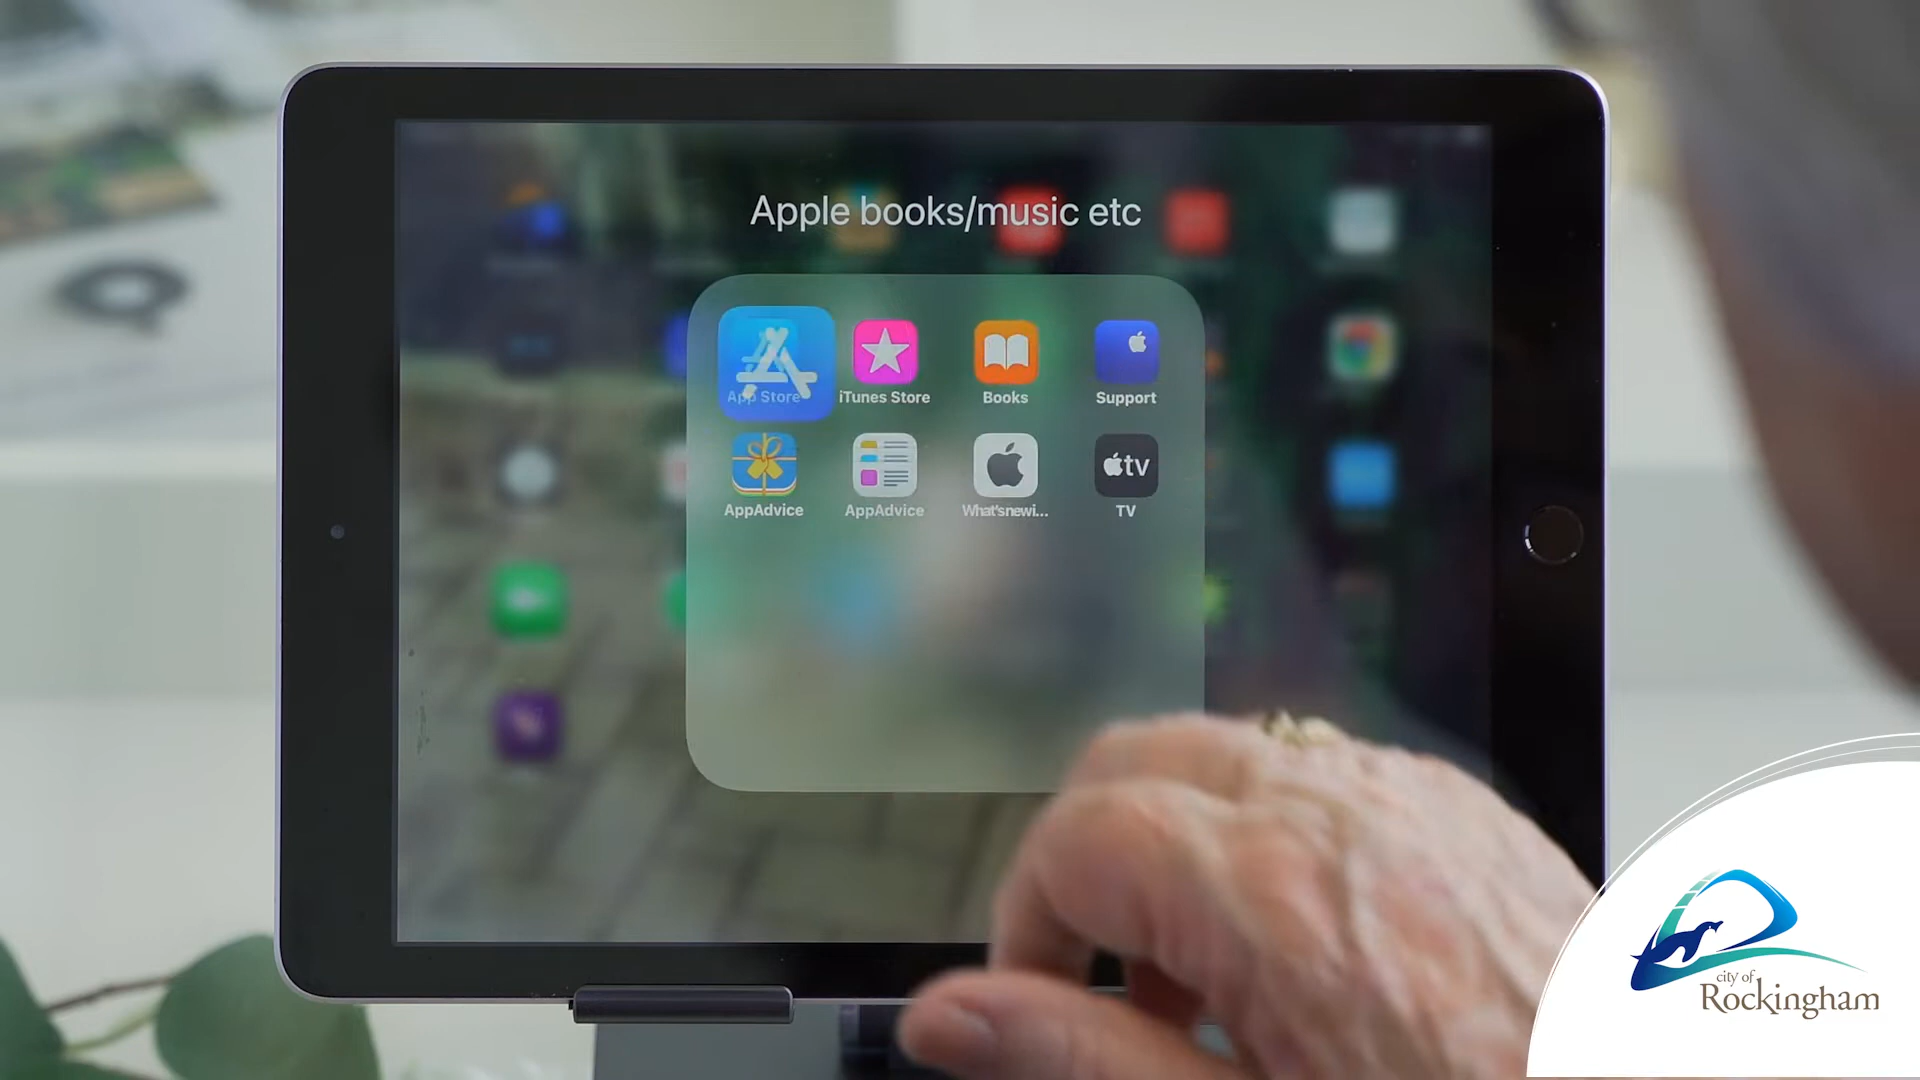 Apple books/music etc
App Store
iTunes Store
Books
Support
tv
AppAdvice
AppAdvice
What'snewi...
TV
city of
Rockingham